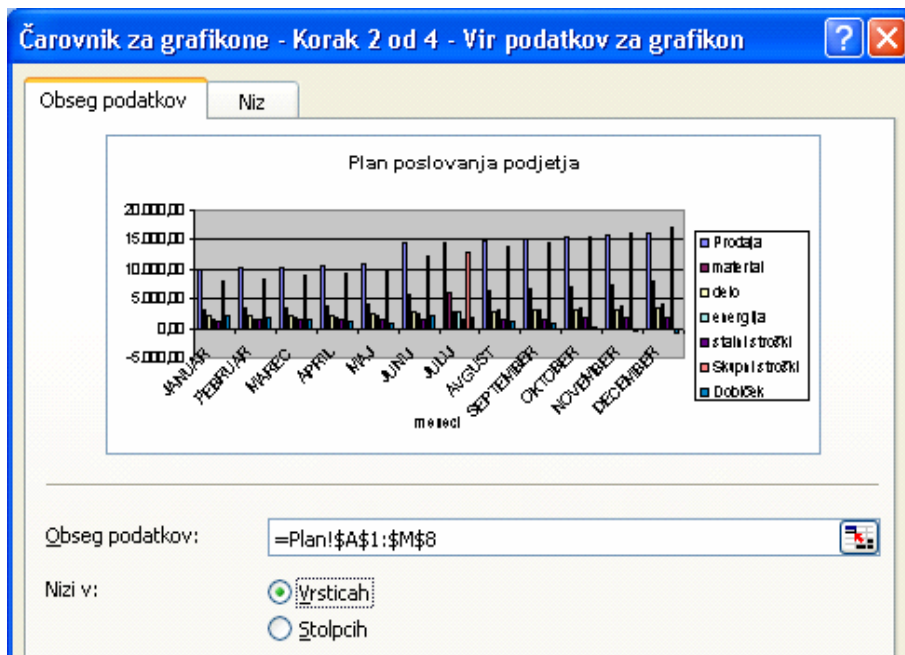 Čarovnik za grafikone - Korak 2 od 4 - Vir podatkov za grafikon
Obseg podatkov
Niz
Plan poslovanja podjetja
20.000,00
15.000,00
10.000,00
5.000,00
0,00
-5.000,00
JANUAR
FEBRUAR
MAREC
APRIL
MAJ
JUNIJ
JULIJ
AVGUST
SEPTEMBER
OKTOBER
NOVEMBER
DECEMBER
meseci
Prodaja
material
delo
energija
stalni stroški
Skupni stroški
Dobiček
Obseg podatkov:
=Plan!$A$1:$M$8
Nizi v:
Vrsticah
Stolpcih